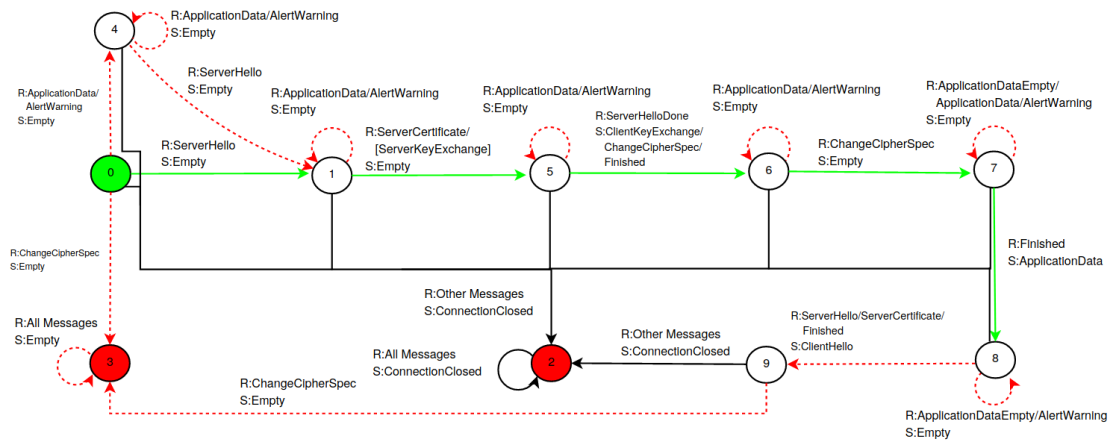 4
R:ApplicationData/AlertWarning
S:Empty
R:ServerHello
S:Empty
R:ApplicationData/
AlertWarning
S:Empty
R:ApplicationData/AlertWarning
S:Empty
R:ApplicationData/AlertWarning
S:Empty
R:ApplicationData/AlertWarning
S:Empty
R:ApplicationDataEmpty/
ApplicationData/AlertWarning
S:Empty
R:ServerHello
S:Empty
R:ServerCertificate/
[ServerKeyExchange]
S:Empty
R:ServerHelloDone
S:ClientKeyExchange/
ChangeCipherSpec/
Finished
R:ChangeCipherSpec
S:Empty
0
1
5
6
7
R:ChangeCipherSpec
S:Empty
R:Finished
S:ApplicationData
R:Other Messages
S:ConnectionClosed
R:All Messages
S:Empty
3
R:All Messages
S:ConnectionClosed
2
R:Other Messages
S:ConnectionClosed
9
R:ServerHello/ServerCertificate/
Finished
S:ClientHello
8
R:ChangeCipherSpec
S:Empty
R:ApplicationDataEmpty/AlertWarning
S:Empty